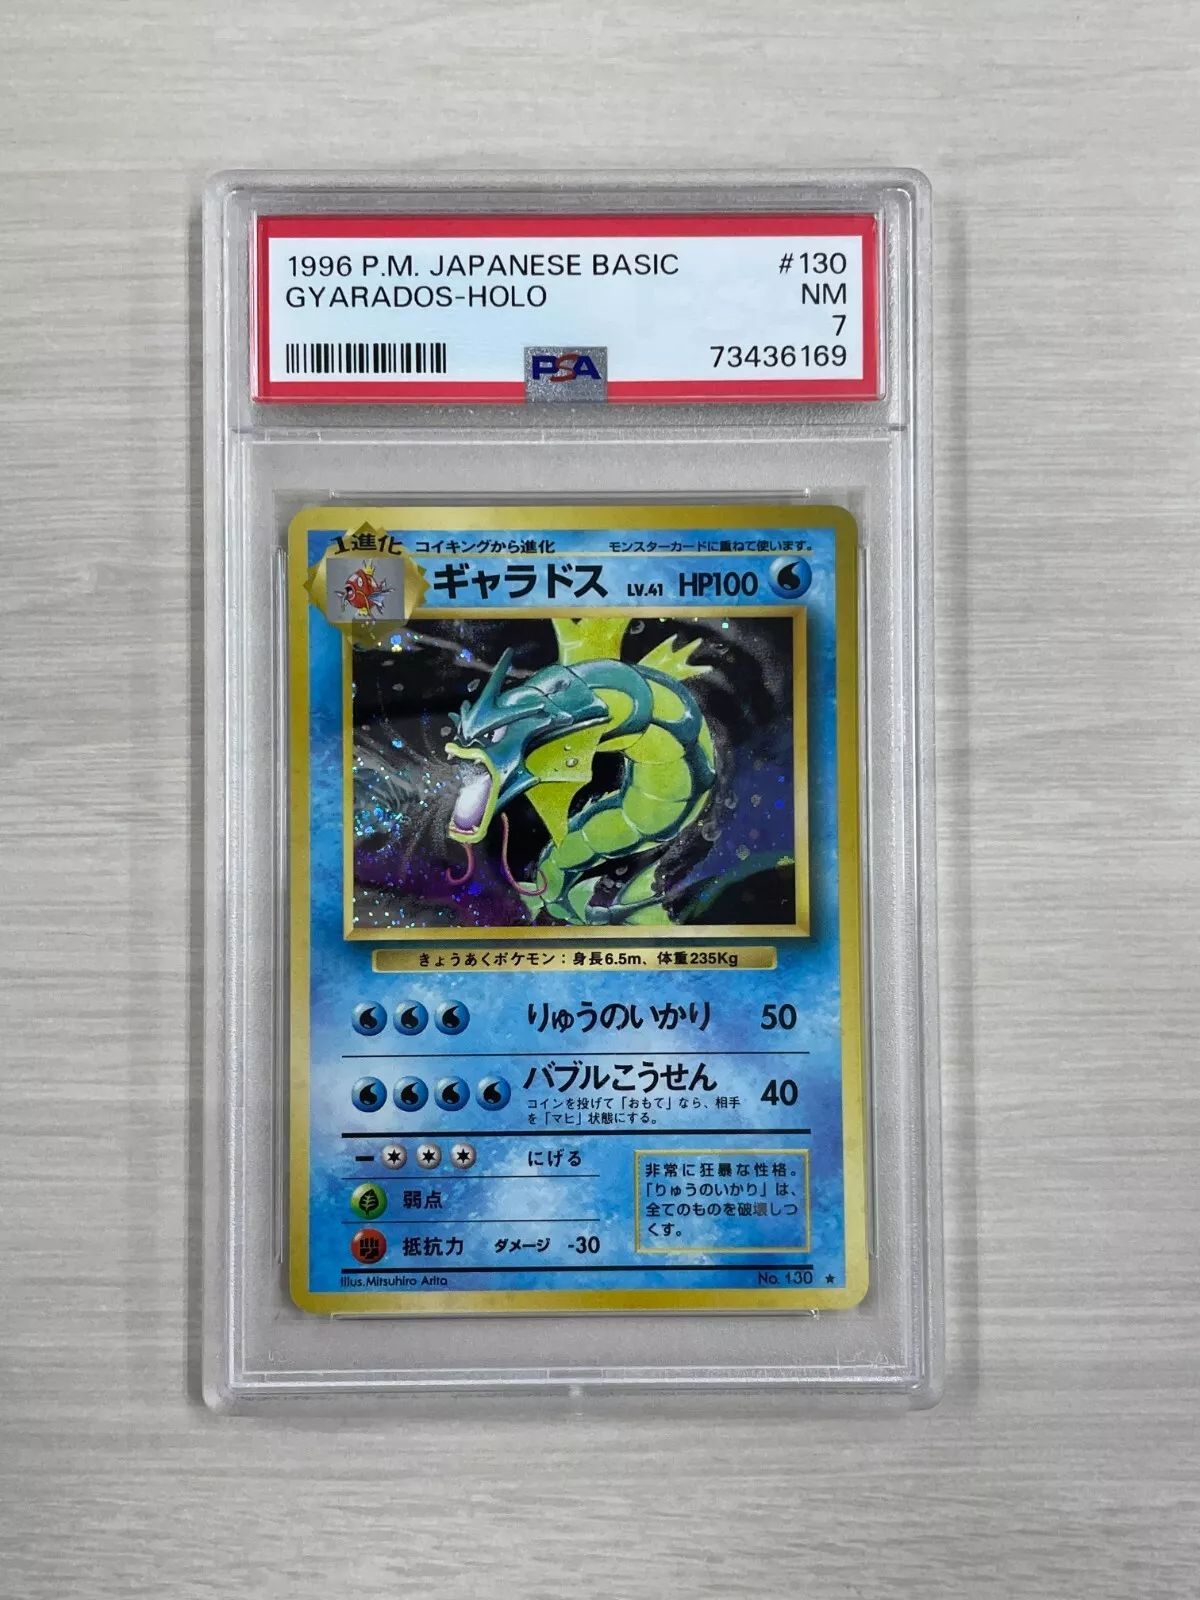 1996 P.M. JAPANESE BASIC #130
GYARADOS-HOLO NM
7
PSA 73436169
1進化 コイキングから進化 モンスターカードに重ねて使います。
ギャラドス LV.41 HP100
きょうあくポケモン：身長6.5m、体重235Kg
りゅうのいかり 50
バブルこうせん 40
コインを投げて「おもて」なら、相手
を「マヒ」状態にする。
にげる
弱点
抵抗力 ダメージ -30
非常に狂暴な性格。
「りゅうのいかり」は、
全てのものを破壊しつ
くす。
Illus.Mitsuhiro Arita No. 130 ★